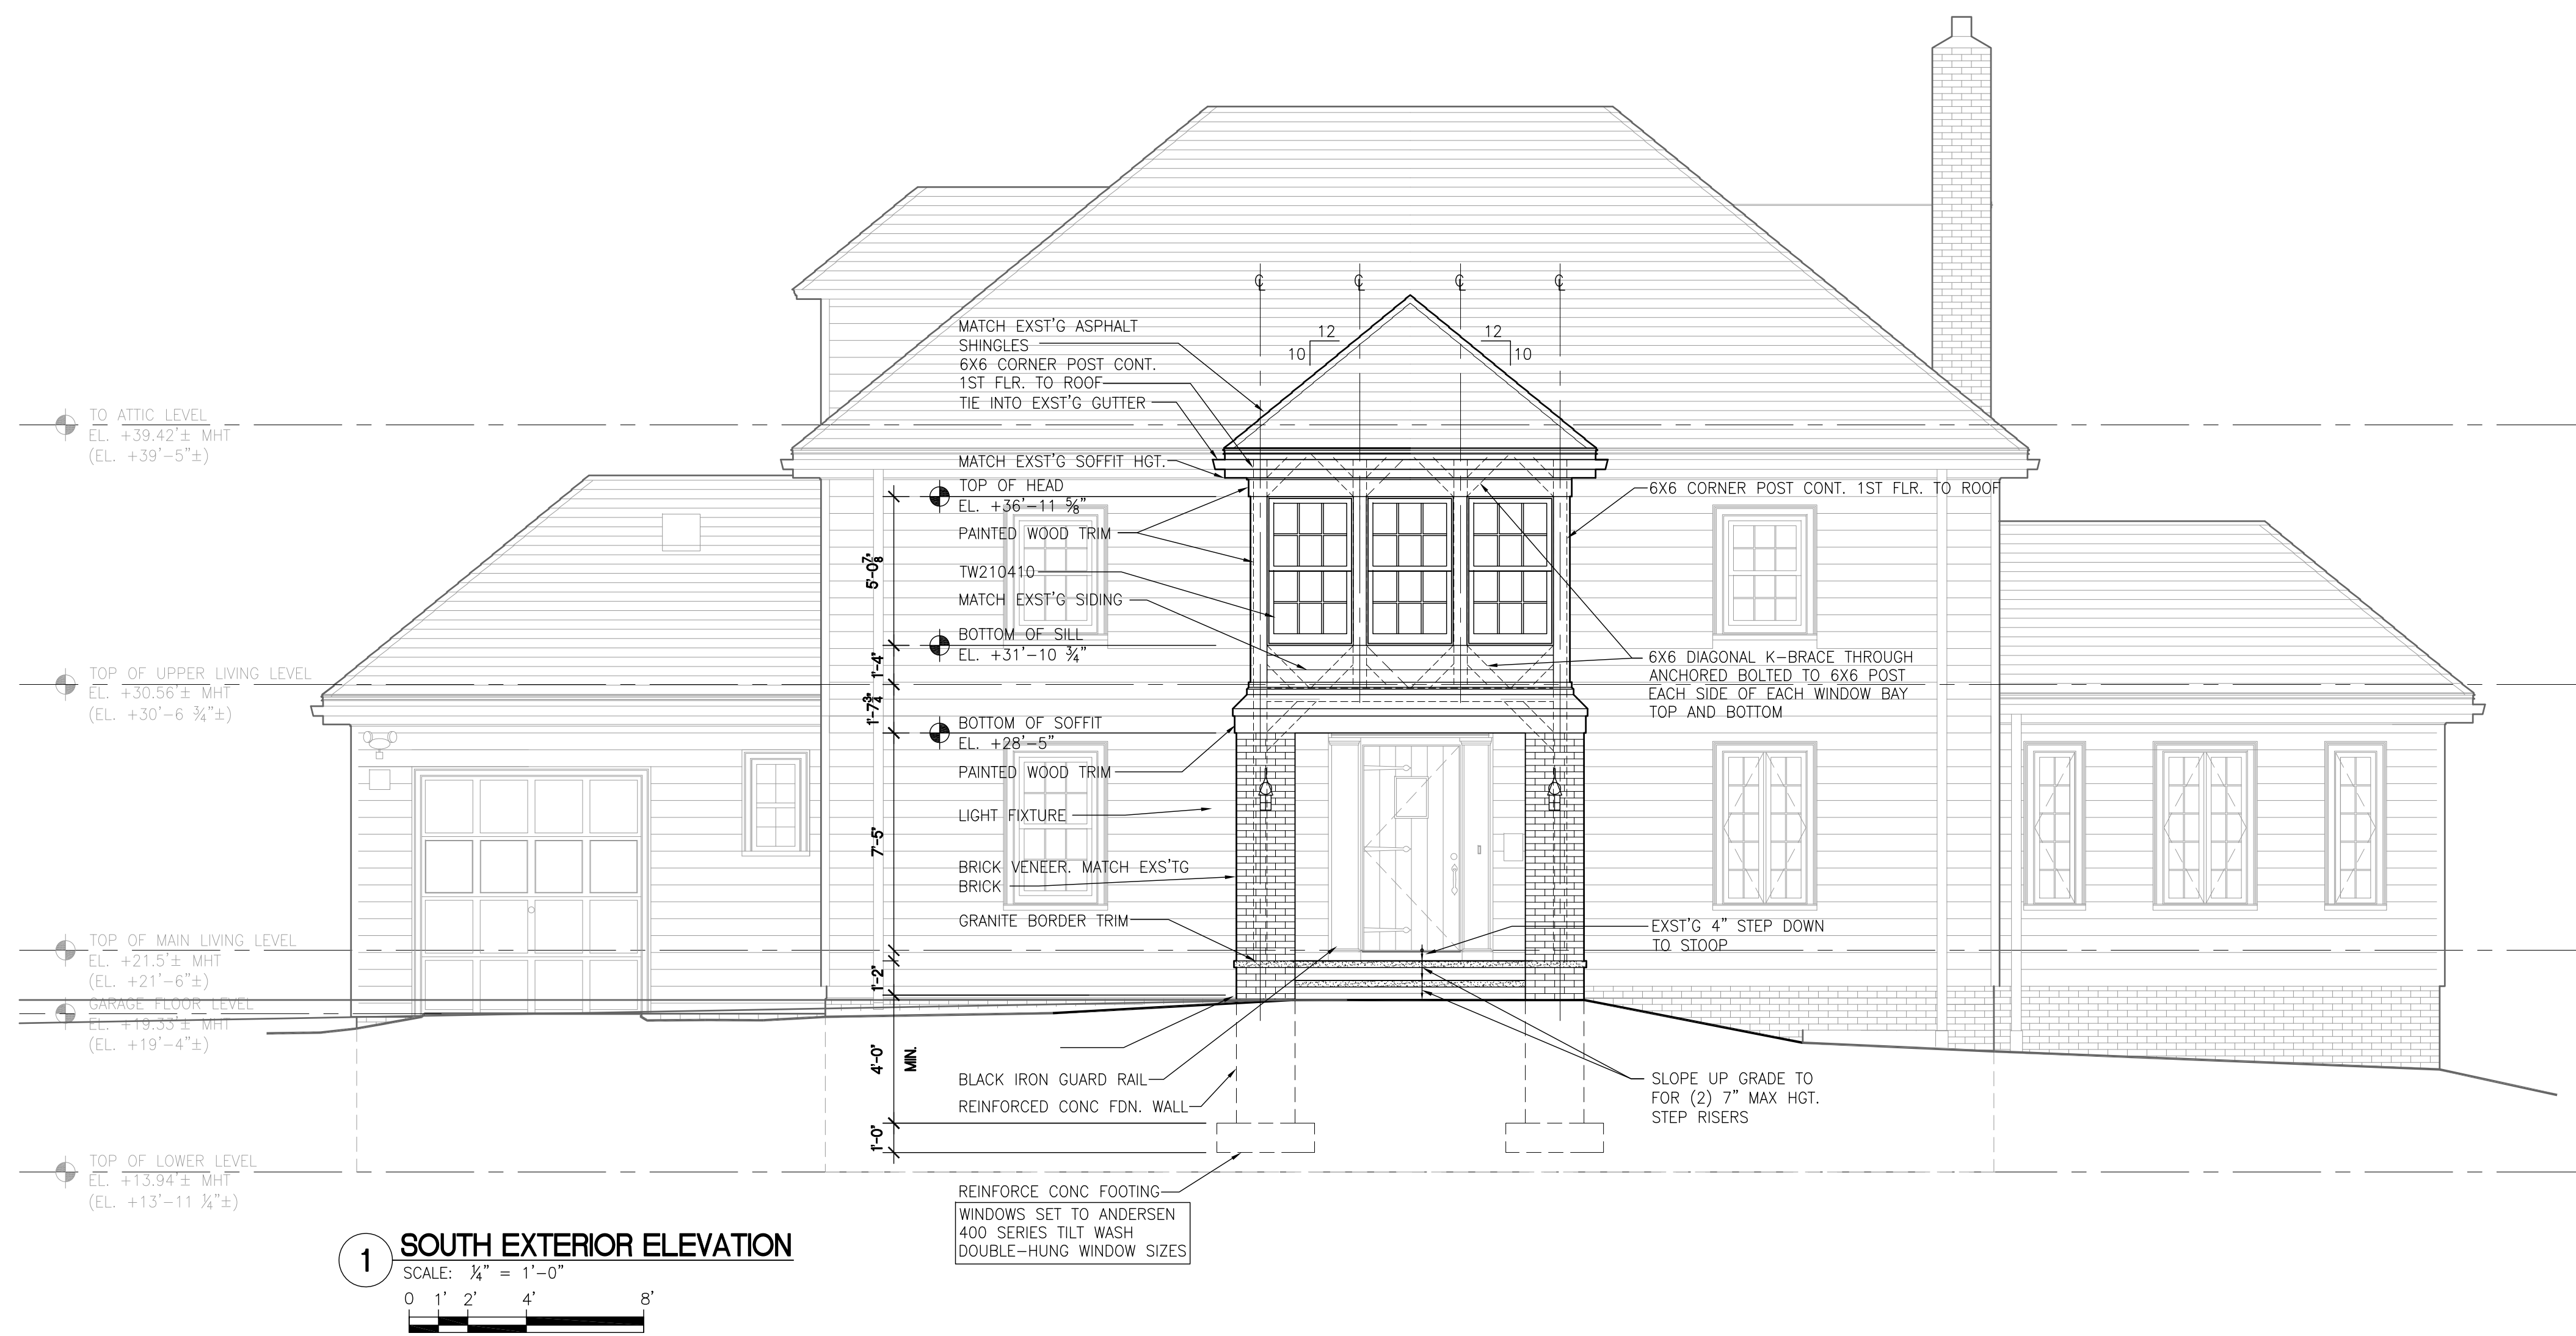 ℄ ℄ ℄ ℄
12 12
10 10
MATCH EXST'G ASPHALT
SHINGLES
6X6 CORNER POST CONT.
1ST FLR. TO ROOF
TIE INTO EXST'G GUTTER
MATCH EXST'G SOFFIT HGT.
TOP OF HEAD
EL. +36'-11 ⅝"
PAINTED WOOD TRIM
TW210410
MATCH EXST'G SIDING
BOTTOM OF SILL
EL. +31'-10 ¾"
BOTTOM OF SOFFIT
EL. +28'-5"
PAINTED WOOD TRIM
LIGHT FIXTURE
BRICK VENEER. MATCH EXS'TG
BRICK
GRANITE BORDER TRIM
BLACK IRON GUARD RAIL
REINFORCED CONC FDN. WALL
REINFORCE CONC FOOTING
WINDOWS SET TO ANDERSEN
400 SERIES TILT WASH
DOUBLE-HUNG WINDOW SIZES
TO ATTIC LEVEL
EL. +39.42'± MHT
(EL. +39'-5"±)
TOP OF UPPER LIVING LEVEL
EL. +30.56'± MHT
(EL. +30'-6 ¾"±)
TOP OF MAIN LIVING LEVEL
EL. +21.5'± MHT
(EL. +21'-6"±)
GARAGE FLOOR LEVEL
EL. +19.33'± MHT
(EL. +19'-4"±)
TOP OF LOWER LEVEL
EL. +13.94'± MHT
(EL. +13'-11 ¼"±)
5'-0⅞"
1'-4"
1'-7¾"
7'-5"
1'-2"
4'-0"
MIN.
1'-0"
6X6 CORNER POST CONT. 1ST FLR. TO ROOF
6X6 DIAGONAL K-BRACE THROUGH
ANCHORED BOLTED TO 6X6 POST
EACH SIDE OF EACH WINDOW BAY
TOP AND BOTTOM
EXST'G 4" STEP DOWN
TO STOOP
SLOPE UP GRADE TO
FOR (2) 7" MAX HGT.
STEP RISERS
1 SOUTH EXTERIOR ELEVATION
SCALE: ¼" = 1'-0"
0 1' 2' 4' 8'